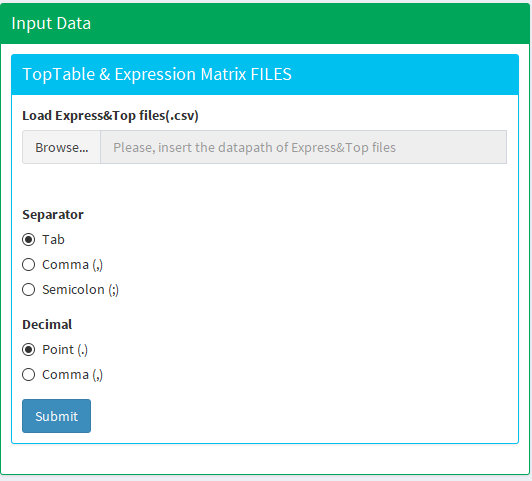 Input Data
TopTable & Expression Matrix FILES
Load Express&Top files(.csv)
Browse... Please, insert the datapath of Express&Top files
Separator
Tab
Comma (,)
Semicolon (;)
Decimal
Point (.)
Comma (,)
Submit